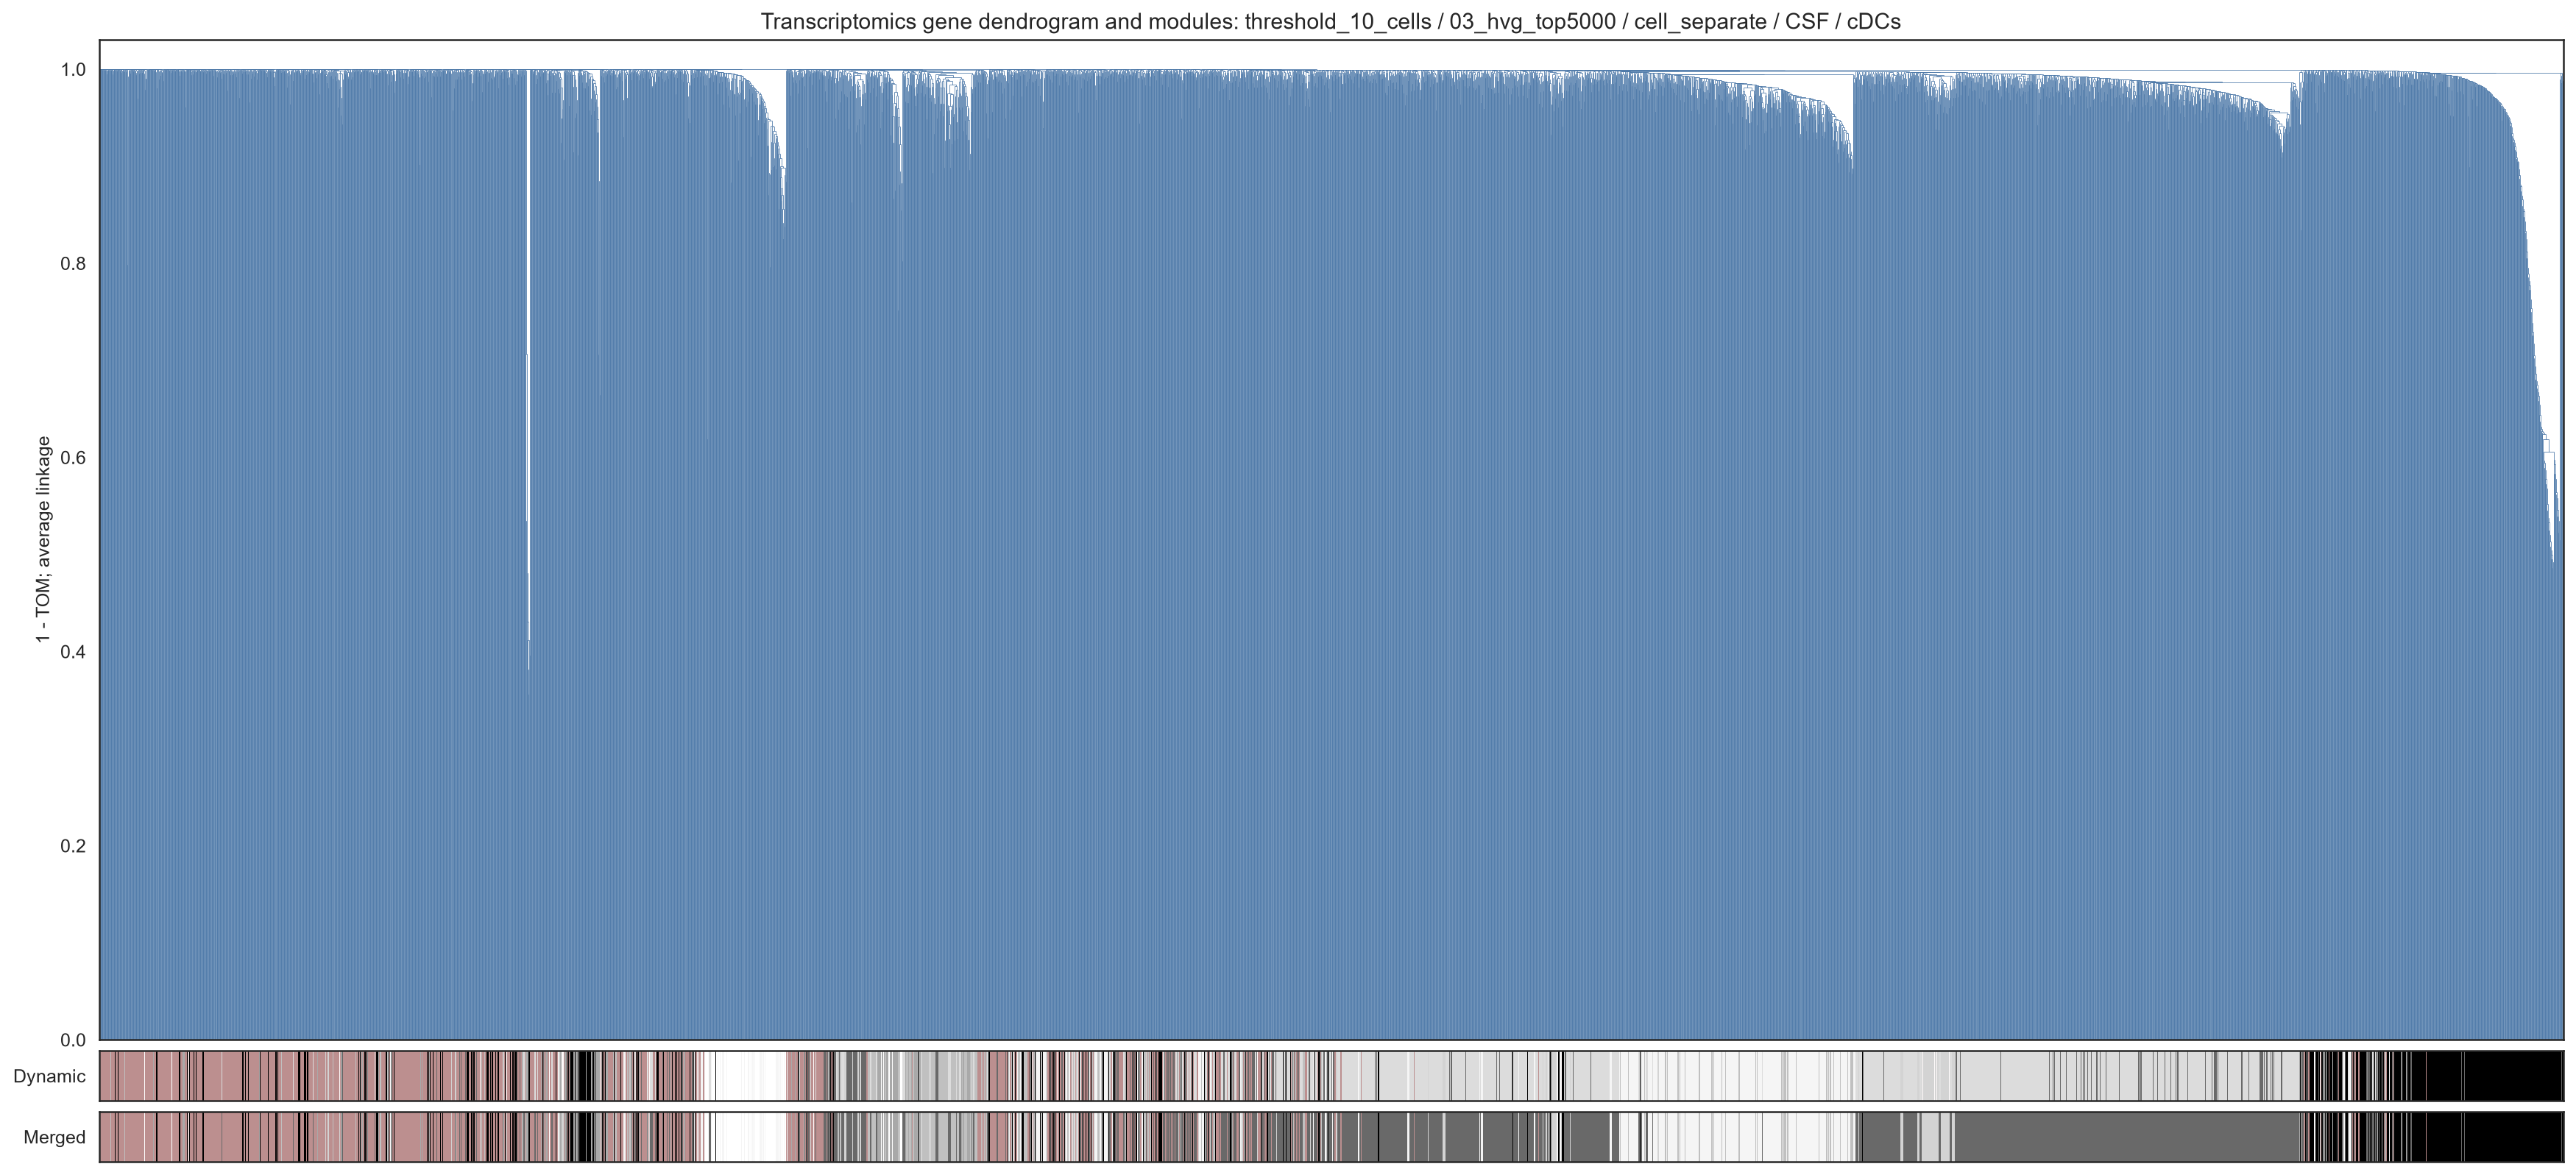 Transcriptomics gene dendrogram and modules: threshold_10_cells / 03_hvg_top5000 / cell_separate / CSF / cDCs
1.0
0.8
0.6
0.4
0.2
0.0
1 - TOM; average linkage
Dynamic
Merged